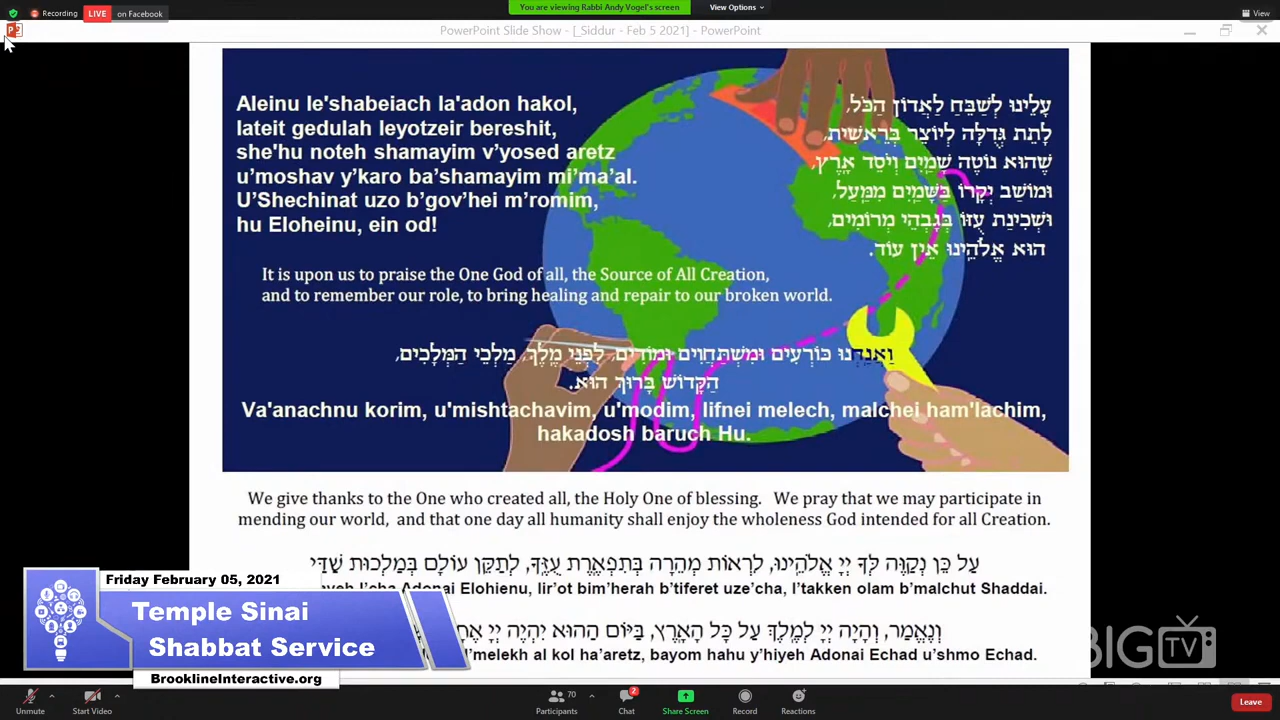 Recording
LIVE
on Facebook
You are viewing Rabbi Andy Vogel's screen
View Options
View
PowerPoint Slide Show - [_Siddur - Feb 5 2021] - PowerPoint
Aleinu le'shabeiach la'adon hakol,
lateit gedulah leyotzeir bereshit,
she'hu noteh shamayim v'yosed aretz
u'moshav y'karo ba'shamayim mi'ma'al.
U'Shechinat uzo b'gov'hei m'romim,
hu Eloheinu, ein od!
עָלֵינוּ לְשַׁבֵּחַ לַאֲדוֹן הַכֹּל,
לָתֵת גְּדֻלָּה לְיוֹצֵר בְּרֵאשִׁית,
שֶׁהוּא נוֹטֶה שָׁמַיִם וְיֹסֵד אָרֶץ,
וּמוֹשַׁב יְקָרוֹ בַּשָּׁמַיִם מִמַּעַל,
וּשְׁכִינַת עֻזּוֹ בְּגָבְהֵי מְרוֹמִים,
הוּא אֱלֹהֵינוּ אֵין עוֹד.
It is upon us to praise the One God of all, the Source of All Creation,
and to remember our role, to bring healing and repair to our broken world.
וַאֲנַחְנוּ כּוֹרְעִים וּמִשְׁתַּחֲוִים וּמוֹדִים, לִפְנֵי מֶלֶךְ, מַלְכֵי הַמְּלָכִים,
הַקָּדוֹשׁ בָּרוּךְ הוּא.
Va'anachnu korim, u'mishtachavim, u'modim, lifnei melech, malchei ham'lachim,
hakadosh baruch Hu.
We give thanks to the One who created all, the Holy One of blessing. We pray that we may participate in
mending our world, and that one day all humanity shall enjoy the wholeness God intended for all Creation.
עַל כֵּן נְקַוֶּה לְּךָ יְיָ אֱלֹהֵינוּ, לִרְאוֹת מְהֵרָה בְּתִפְאֶרֶת עֻזֶּךָ, לְתַקֵּן עוֹלָם בְּמַלְכוּת שַׁדַּי
l'cha Adonai Elohienu, lir'ot bim'herah b'tiferet uze'cha, l'takken olam b'malchut Shaddai.
וְנֶאֱמַר, וְהָיָה יְיָ לְמֶלֶךְ עַל כָּל הָאָרֶץ, בַּיּוֹם הַהוּא יִהְיֶה יְיָ
l'melekh al kol ha'aretz, bayom hahu y'hiyeh Adonai Echad u'shmo Echad.
Friday February 05, 2021
Temple Sinai
Shabbat Service
BrooklineInteractive.org
BIG TV
Unmute
Start Video
70
Participants
2
Chat
Share Screen
Record
Reactions
Leave